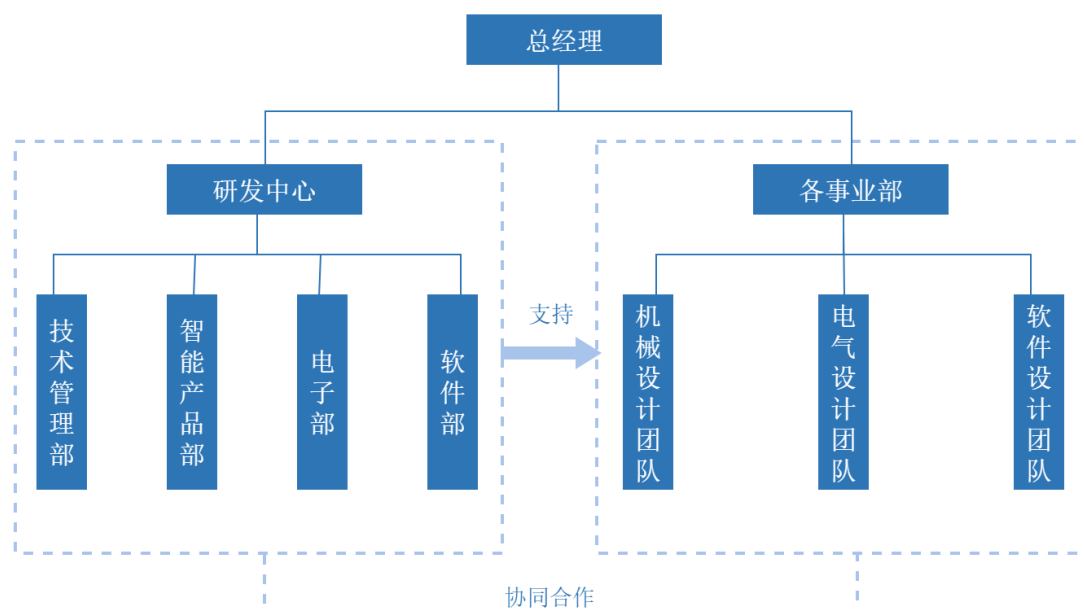 总经理
研发中心
各事业部
技术管理部
智能产品部
电子部
软件部
支持
机械设计团队
电气设计团队
软件设计团队
协同合作